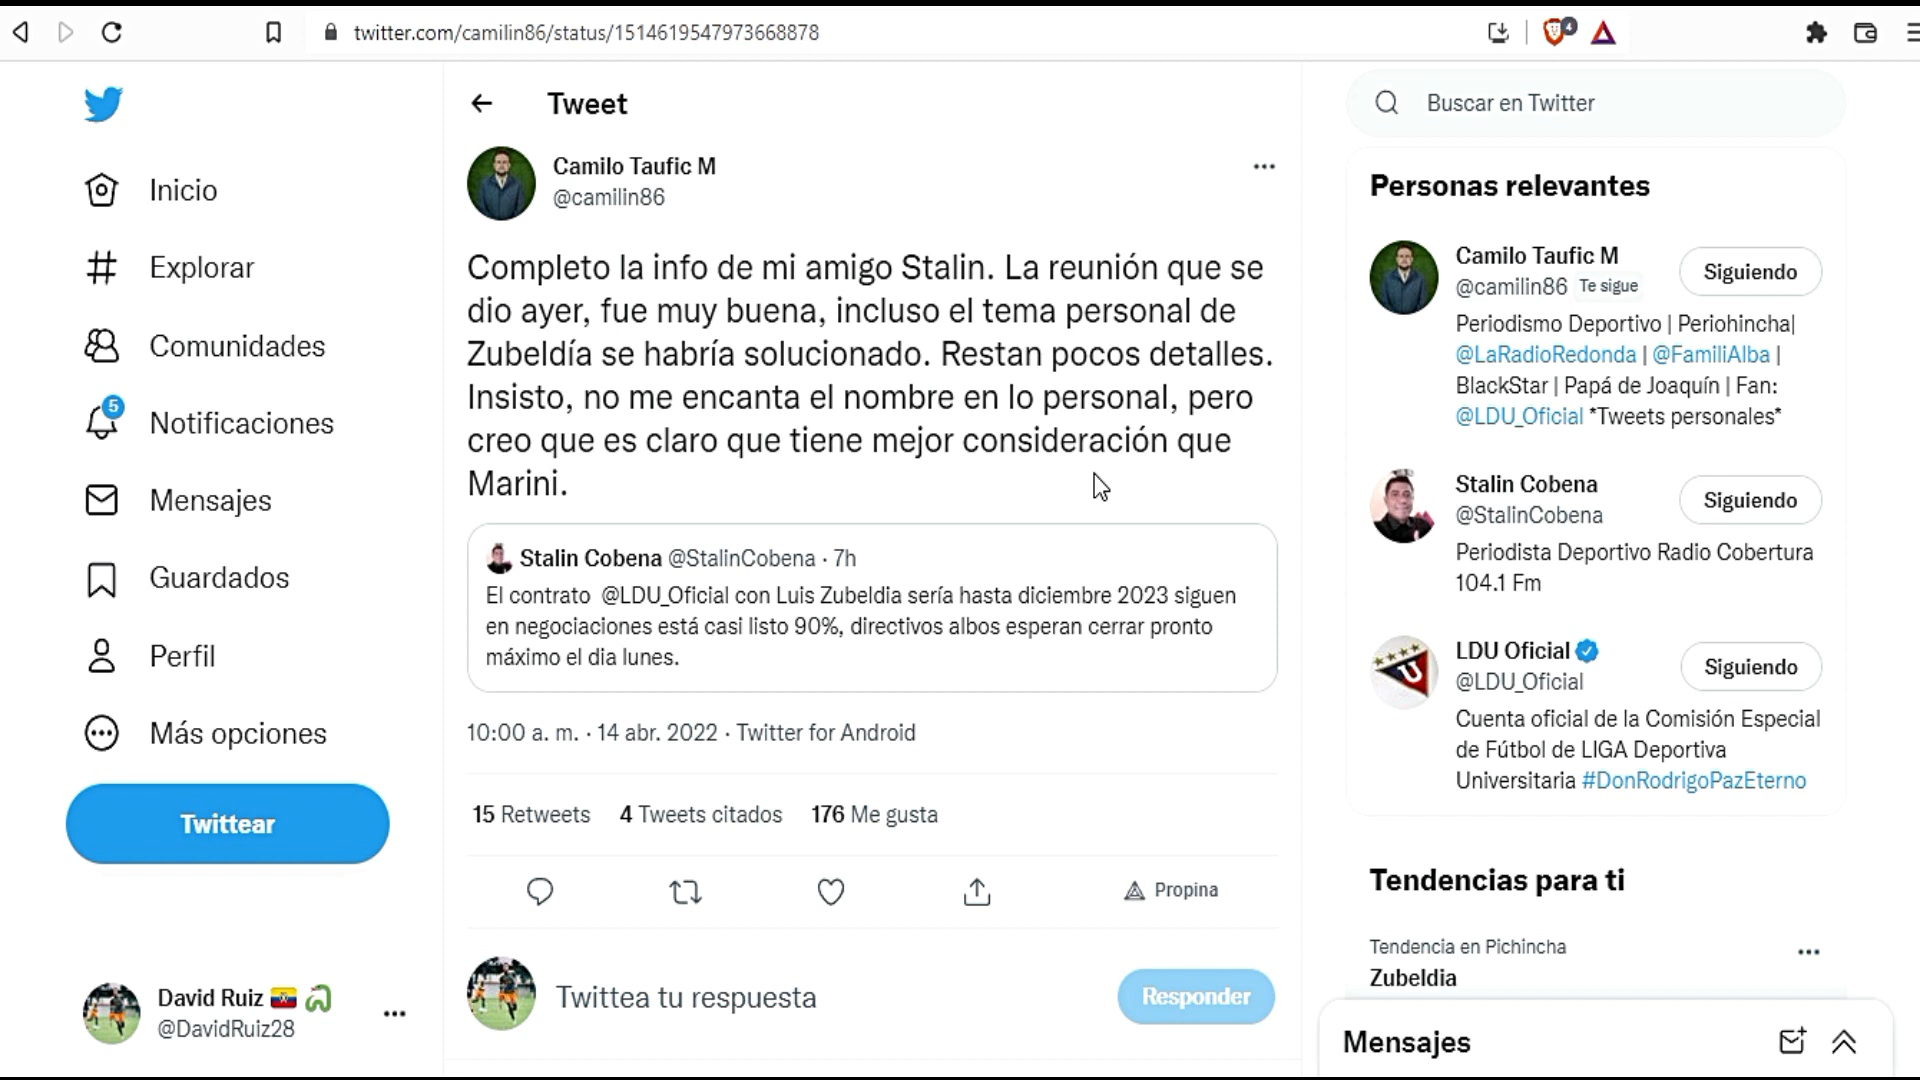 twitter.com/camilin86/status/1514619547973668878
4
Inicio
Explorar
Comunidades
5
Notificaciones
Mensajes
Guardados
Perfil
Más opciones
Twittear
David Ruiz
@DavidRuiz28
Tweet
Camilo Taufic M
@camilin86
Completo la info de mi amigo Stalin. La reunión que se
dio ayer, fue muy buena, incluso el tema personal de
Zubeldía se habría solucionado. Restan pocos detalles.
Insisto, no me encanta el nombre en lo personal, pero
creo que es claro que tiene mejor consideración que
Marini.
Stalin Cobena @StalinCobena · 7h
El contrato @LDU_Oficial con Luis Zubeldia sería hasta diciembre 2023 siguen
en negociaciones está casi listo 90%, directivos albos esperan cerrar pronto
máximo el dia lunes.
10:00 a. m. · 14 abr. 2022 · Twitter for Android
15 Retweets 4 Tweets citados 176 Me gusta
Propina
Twittea tu respuesta
Responder
Buscar en Twitter
Personas relevantes
Camilo Taufic M
@camilin86 Te sigue
Siguiendo
Periodismo Deportivo | Periohincha|
@LaRadioRedonda | @FamiliAlba |
BlackStar | Papá de Joaquín | Fan:
@LDU_Oficial *Tweets personales*
Stalin Cobena
@StalinCobena
Siguiendo
Periodista Deportivo Radio Cobertura
104.1 Fm
LDU Oficial
@LDU_Oficial
Siguiendo
Cuenta oficial de la Comisión Especial
de Fútbol de LIGA Deportiva
Universitaria #DonRodrigoPazEterno
Tendencias para ti
Tendencia en Pichincha
Zubeldia
Mensajes